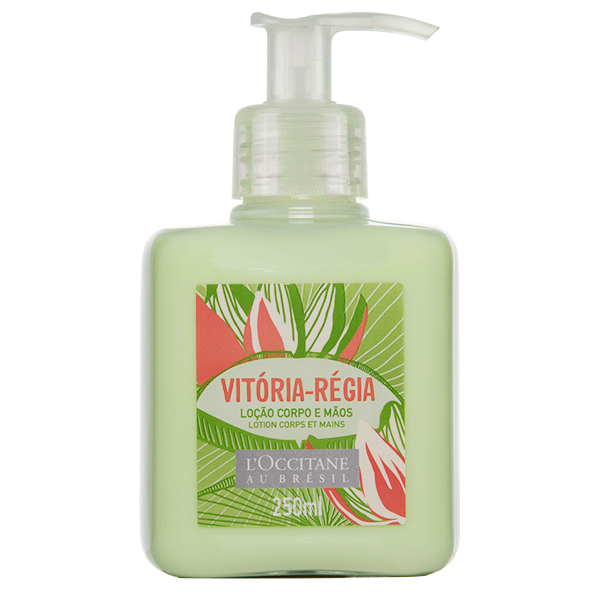 VITÓRIA-RÉGIA
LOÇÃO CORPO E MÃOS
LOTION CORPS ET MAINS
L'OCCITANE
AU BRÉSIL
250ml